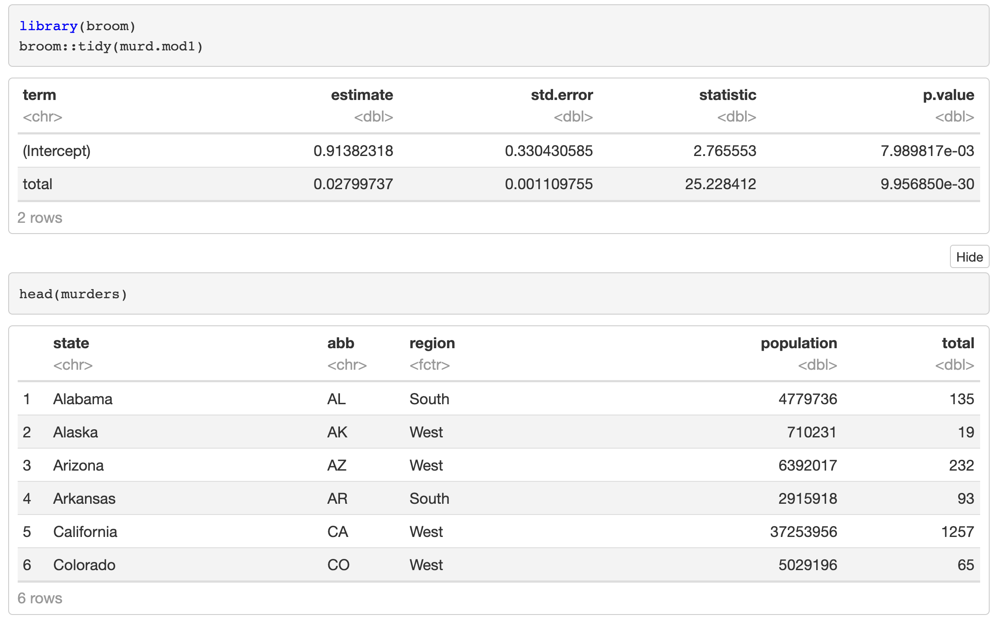 library(broom)
broom::tidy(murd.mod1)
term estimate std.error statistic p.value
<chr> <dbl> <dbl> <dbl> <dbl>
(Intercept) 0.91382318 0.330430585 2.765553 7.989817e-03
total 0.02799737 0.001109755 25.228412 9.956850e-30
2 rows
Hide
head(murders)
state abb region population total
<chr> <chr> <fctr> <dbl> <dbl>
1 Alabama AL South 4779736 135
2 Alaska AK West 710231 19
3 Arizona AZ West 6392017 232
4 Arkansas AR South 2915918 93
5 California CA West 37253956 1257
6 Colorado CO West 5029196 65
6 rows